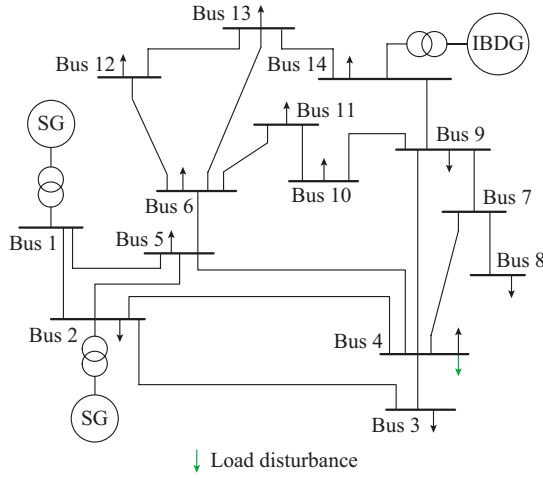 Bus 13
IBDG
Bus 12
Bus 14
SG
Bus 11
Bus 9
Bus 10
Bus 6
Bus 7
Bus 1
Bus 5
Bus 8
Bus 2
Bus 4
SG
Bus 3
Load disturbance